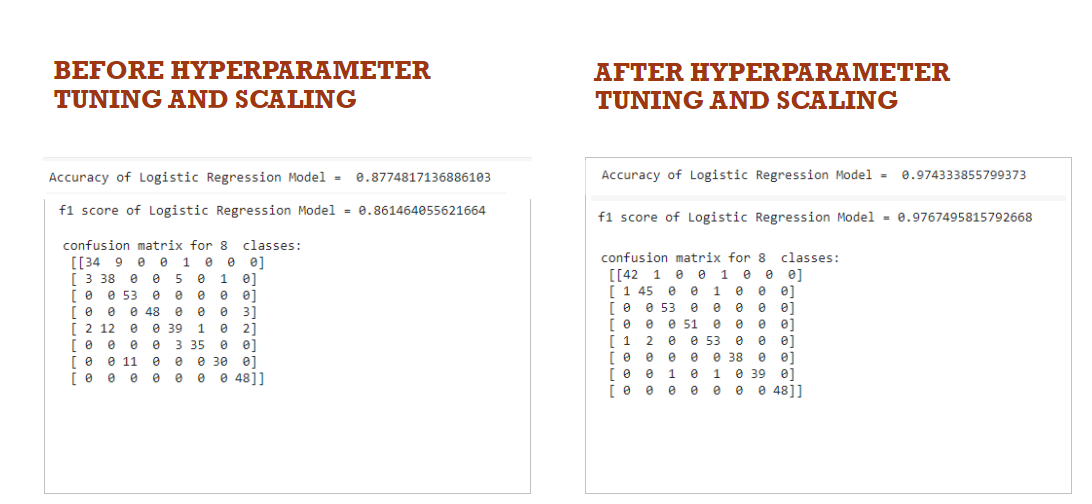 BEFORE HYPERPARAMETER
TUNING AND SCALING
Accuracy of Logistic Regression Model = 0.8774817136886103
f1 score of Logistic Regression Model = 0.861464055621664
confusion matrix for 8 classes:
[[34 9 0 0 1 0 0 0]
[ 3 38 0 0 5 0 1 0]
[ 0 0 53 0 0 0 0 0]
[ 0 0 0 48 0 0 0 3]
[ 2 12 0 0 39 1 0 2]
[ 0 0 0 0 3 35 0 0]
[ 0 0 11 0 0 0 30 0]
[ 0 0 0 0 0 0 0 48]]
AFTER HYPERPARAMETER
TUNING AND SCALING
Accuracy of Logistic Regression Model = 0.974333855799373
f1 score of Logistic Regression Model = 0.9767495815792668
confusion matrix for 8 classes:
[[42 1 0 0 1 0 0 0]
[ 1 45 0 0 1 0 0 0]
[ 0 0 53 0 0 0 0 0]
[ 0 0 0 51 0 0 0 0]
[ 1 2 0 0 53 0 0 0]
[ 0 0 0 0 0 38 0 0]
[ 0 0 1 0 1 0 39 0]
[ 0 0 0 0 0 0 0 48]]